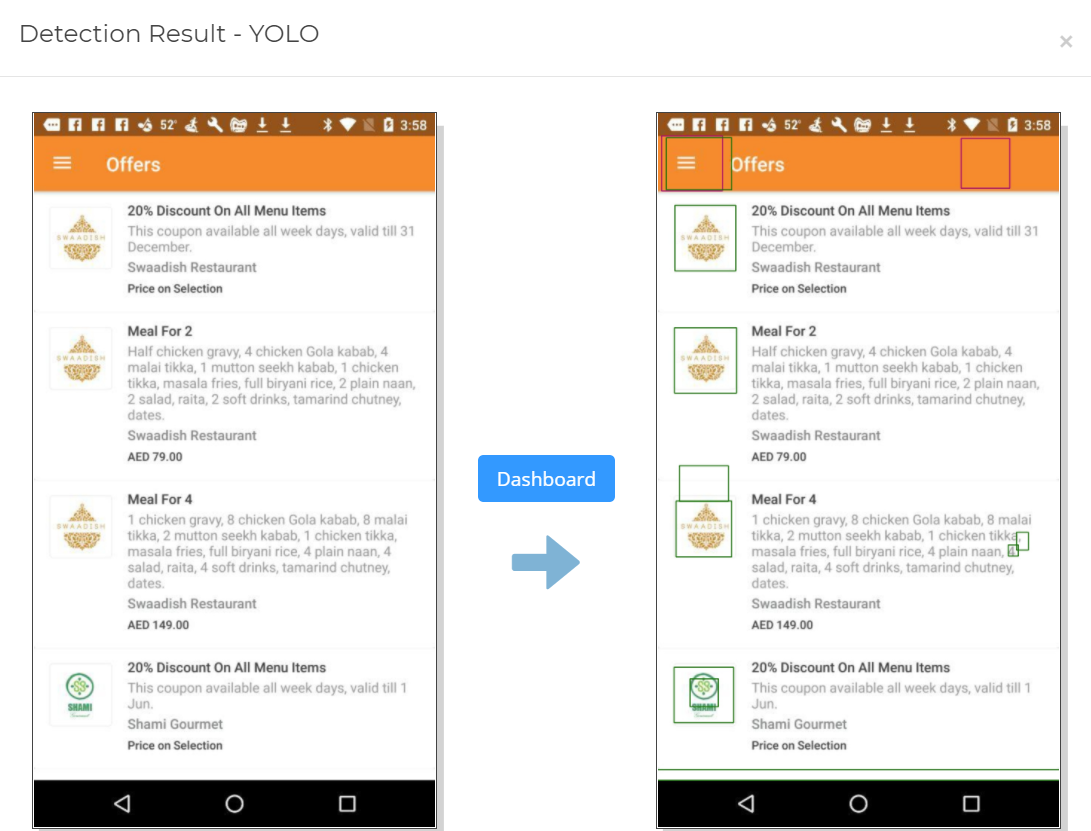 Detection Result - YOLO
×
52°
3:58
Offers
SWAADISH
20% Discount On All Menu Items
This coupon available all week days, valid till 31
December.
Swaadish Restaurant
Price on Selection
SWAADISH
Meal For 2
Half chicken gravy, 4 chicken Gola kabab, 4
malai tikka, 1 mutton seekh kabab, 1 chicken
tikka, masala fries, full biryani rice, 2 plain naan,
2 salad, raita, 2 soft drinks, tamarind chutney,
dates.
Swaadish Restaurant
AED 79.00
SWAADISH
Meal For 4
1 chicken gravy, 8 chicken Gola kabab, 8 malai
tikka, 2 mutton seekh kabab, 1 chicken tikka,
masala fries, full biryani rice, 4 plain naan, 4
salad, raita, 4 soft drinks, tamarind chutney,
dates.
Swaadish Restaurant
AED 149.00
SHAMI
Gourmet
20% Discount On All Menu Items
This coupon available all week days, valid till 1
Jun.
Shami Gourmet
Price on Selection
Dashboard
52°
3:58
Offers
SWAADISH
20% Discount On All Menu Items
This coupon available all week days, valid till 31
December.
Swaadish Restaurant
Price on Selection
SWAADISH
Meal For 2
Half chicken gravy, 4 chicken Gola kabab, 4
malai tikka, 1 mutton seekh kabab, 1 chicken
tikka, masala fries, full biryani rice, 2 plain naan,
2 salad, raita, 2 soft drinks, tamarind chutney,
dates.
Swaadish Restaurant
AED 79.00
SWAADISH
Meal For 4
1 chicken gravy, 8 chicken Gola kabab, 8 malai
tikka, 2 mutton seekh kabab, 1 chicken tikka,
masala fries, full biryani rice, 4 plain naan, 4
salad, raita, 4 soft drinks, tamarind chutney,
dates.
Swaadish Restaurant
AED 149.00
SHAMI
Gourmet
20% Discount On All Menu Items
This coupon available all week days, valid till 1
Jun.
Shami Gourmet
Price on Selection